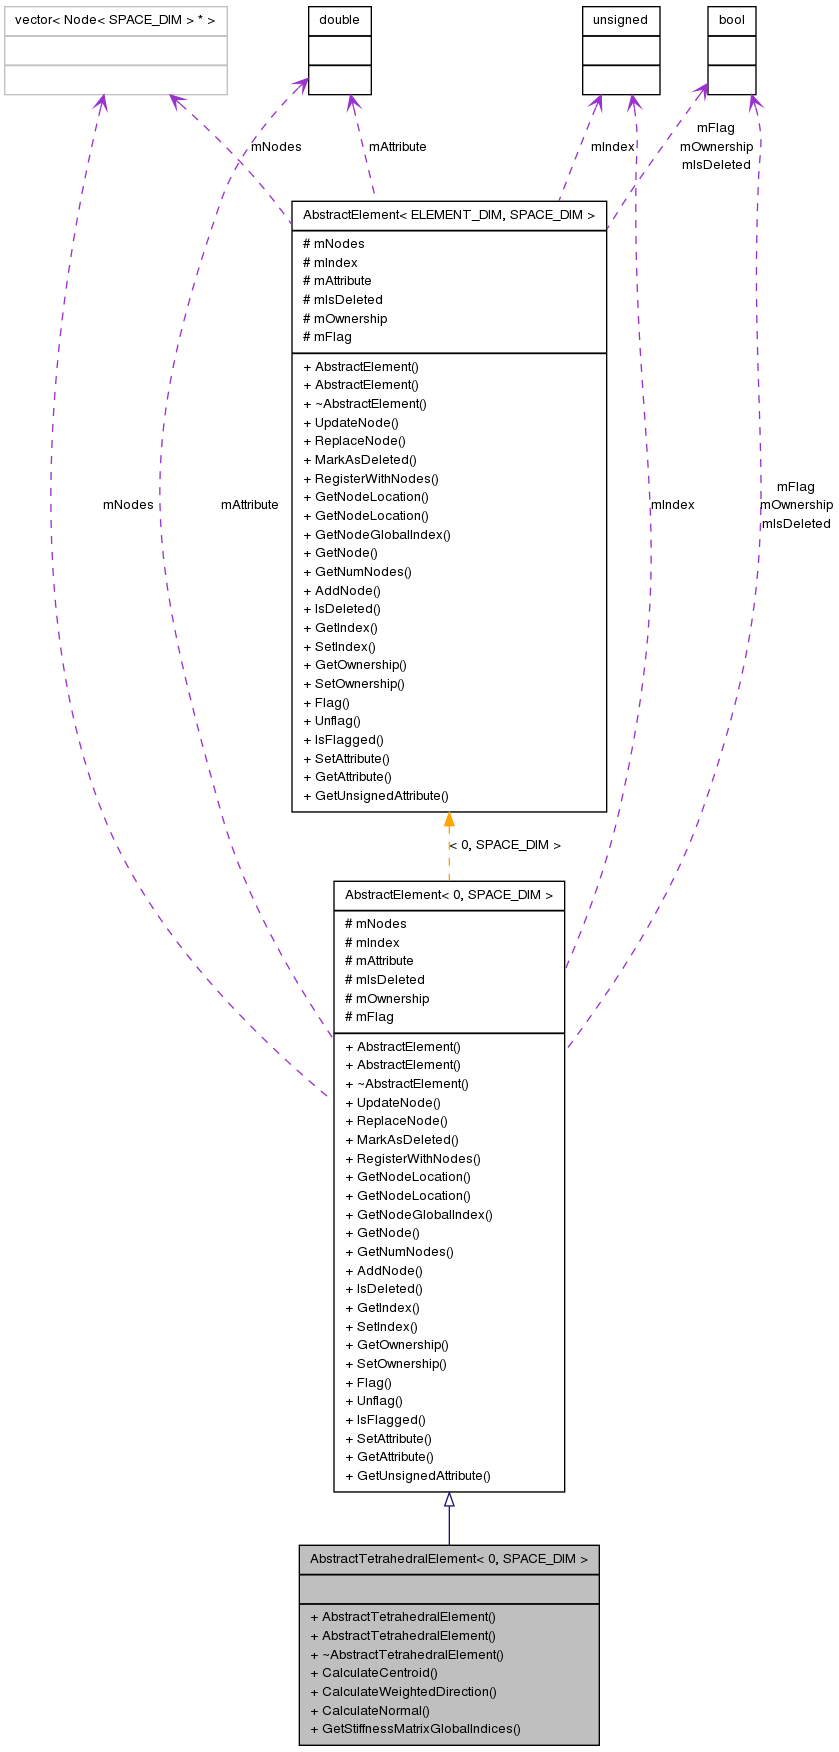 vector< Node< SPACE_DIM > * >
double
unsigned
bool
mNodes
mAttribute
mIndex
mFlag
mOwnership
mIsDeleted
AbstractElement< ELEMENT_DIM, SPACE_DIM >
# mNodes
# mIndex
# mAttribute
# mIsDeleted
# mOwnership
# mFlag
+ AbstractElement()
+ AbstractElement()
+ ~AbstractElement()
+ UpdateNode()
+ ReplaceNode()
+ MarkAsDeleted()
+ RegisterWithNodes()
+ GetNodeLocation()
+ GetNodeLocation()
+ GetNodeGlobalIndex()
+ GetNode()
+ GetNumNodes()
+ AddNode()
+ IsDeleted()
+ GetIndex()
+ SetIndex()
+ GetOwnership()
+ SetOwnership()
+ Flag()
+ Unflag()
+ IsFlagged()
+ SetAttribute()
+ GetAttribute()
+ GetUnsignedAttribute()
mNodes
mAttribute
mIndex
mFlag
mOwnership
mIsDeleted
< 0, SPACE_DIM >
AbstractElement< 0, SPACE_DIM >
# mNodes
# mIndex
# mAttribute
# mIsDeleted
# mOwnership
# mFlag
+ AbstractElement()
+ AbstractElement()
+ ~AbstractElement()
+ UpdateNode()
+ ReplaceNode()
+ MarkAsDeleted()
+ RegisterWithNodes()
+ GetNodeLocation()
+ GetNodeLocation()
+ GetNodeGlobalIndex()
+ GetNode()
+ GetNumNodes()
+ AddNode()
+ IsDeleted()
+ GetIndex()
+ SetIndex()
+ GetOwnership()
+ SetOwnership()
+ Flag()
+ Unflag()
+ IsFlagged()
+ SetAttribute()
+ GetAttribute()
+ GetUnsignedAttribute()
AbstractTetrahedralElement< 0, SPACE_DIM >
+ AbstractTetrahedralElement()
+ AbstractTetrahedralElement()
+ ~AbstractTetrahedralElement()
+ CalculateCentroid()
+ CalculateWeightedDirection()
+ CalculateNormal()
+ GetStiffnessMatrixGlobalIndices()